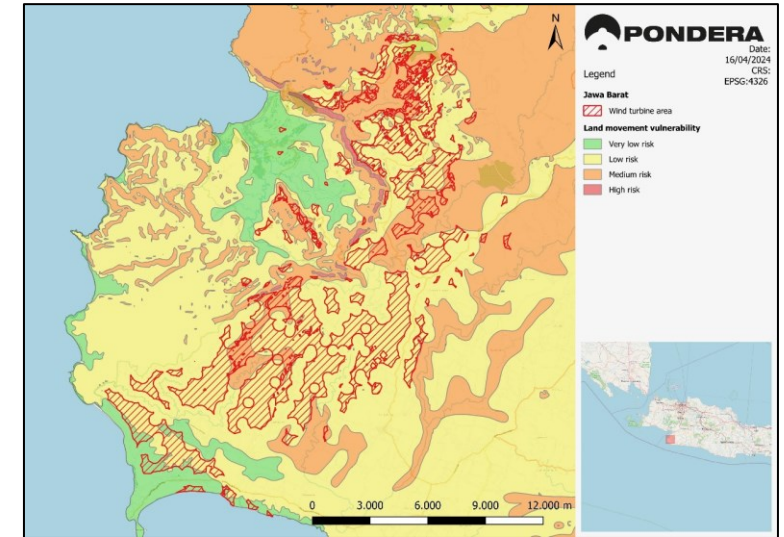 N
PONDERA
Date:
16/04/2024
CRS:
EPSG:4326
Legend
Jawa Barat
Wind turbine area
Land movement vulnerability
Very low risk
Low risk
Medium risk
High risk
0 3.000 6.000 9.000 12.000 m